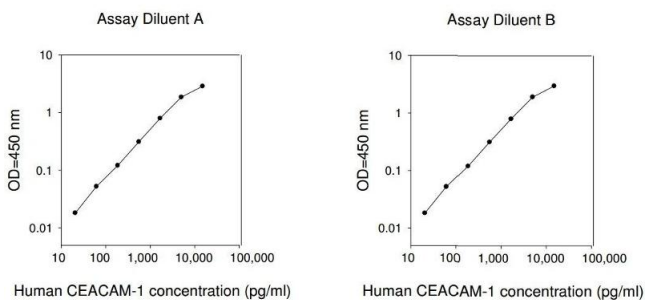 Assay Diluent A
10
1
0.1
0.01
OD=450 nm
10 100 1,000 10,000 100,000
Human CEACAM-1 concentration (pg/ml)
Assay Diluent B
10
1
0.1
0.01
OD=450 nm
10 100 1,000 10,000 100,000
Human CEACAM-1 concentration (pg/ml)